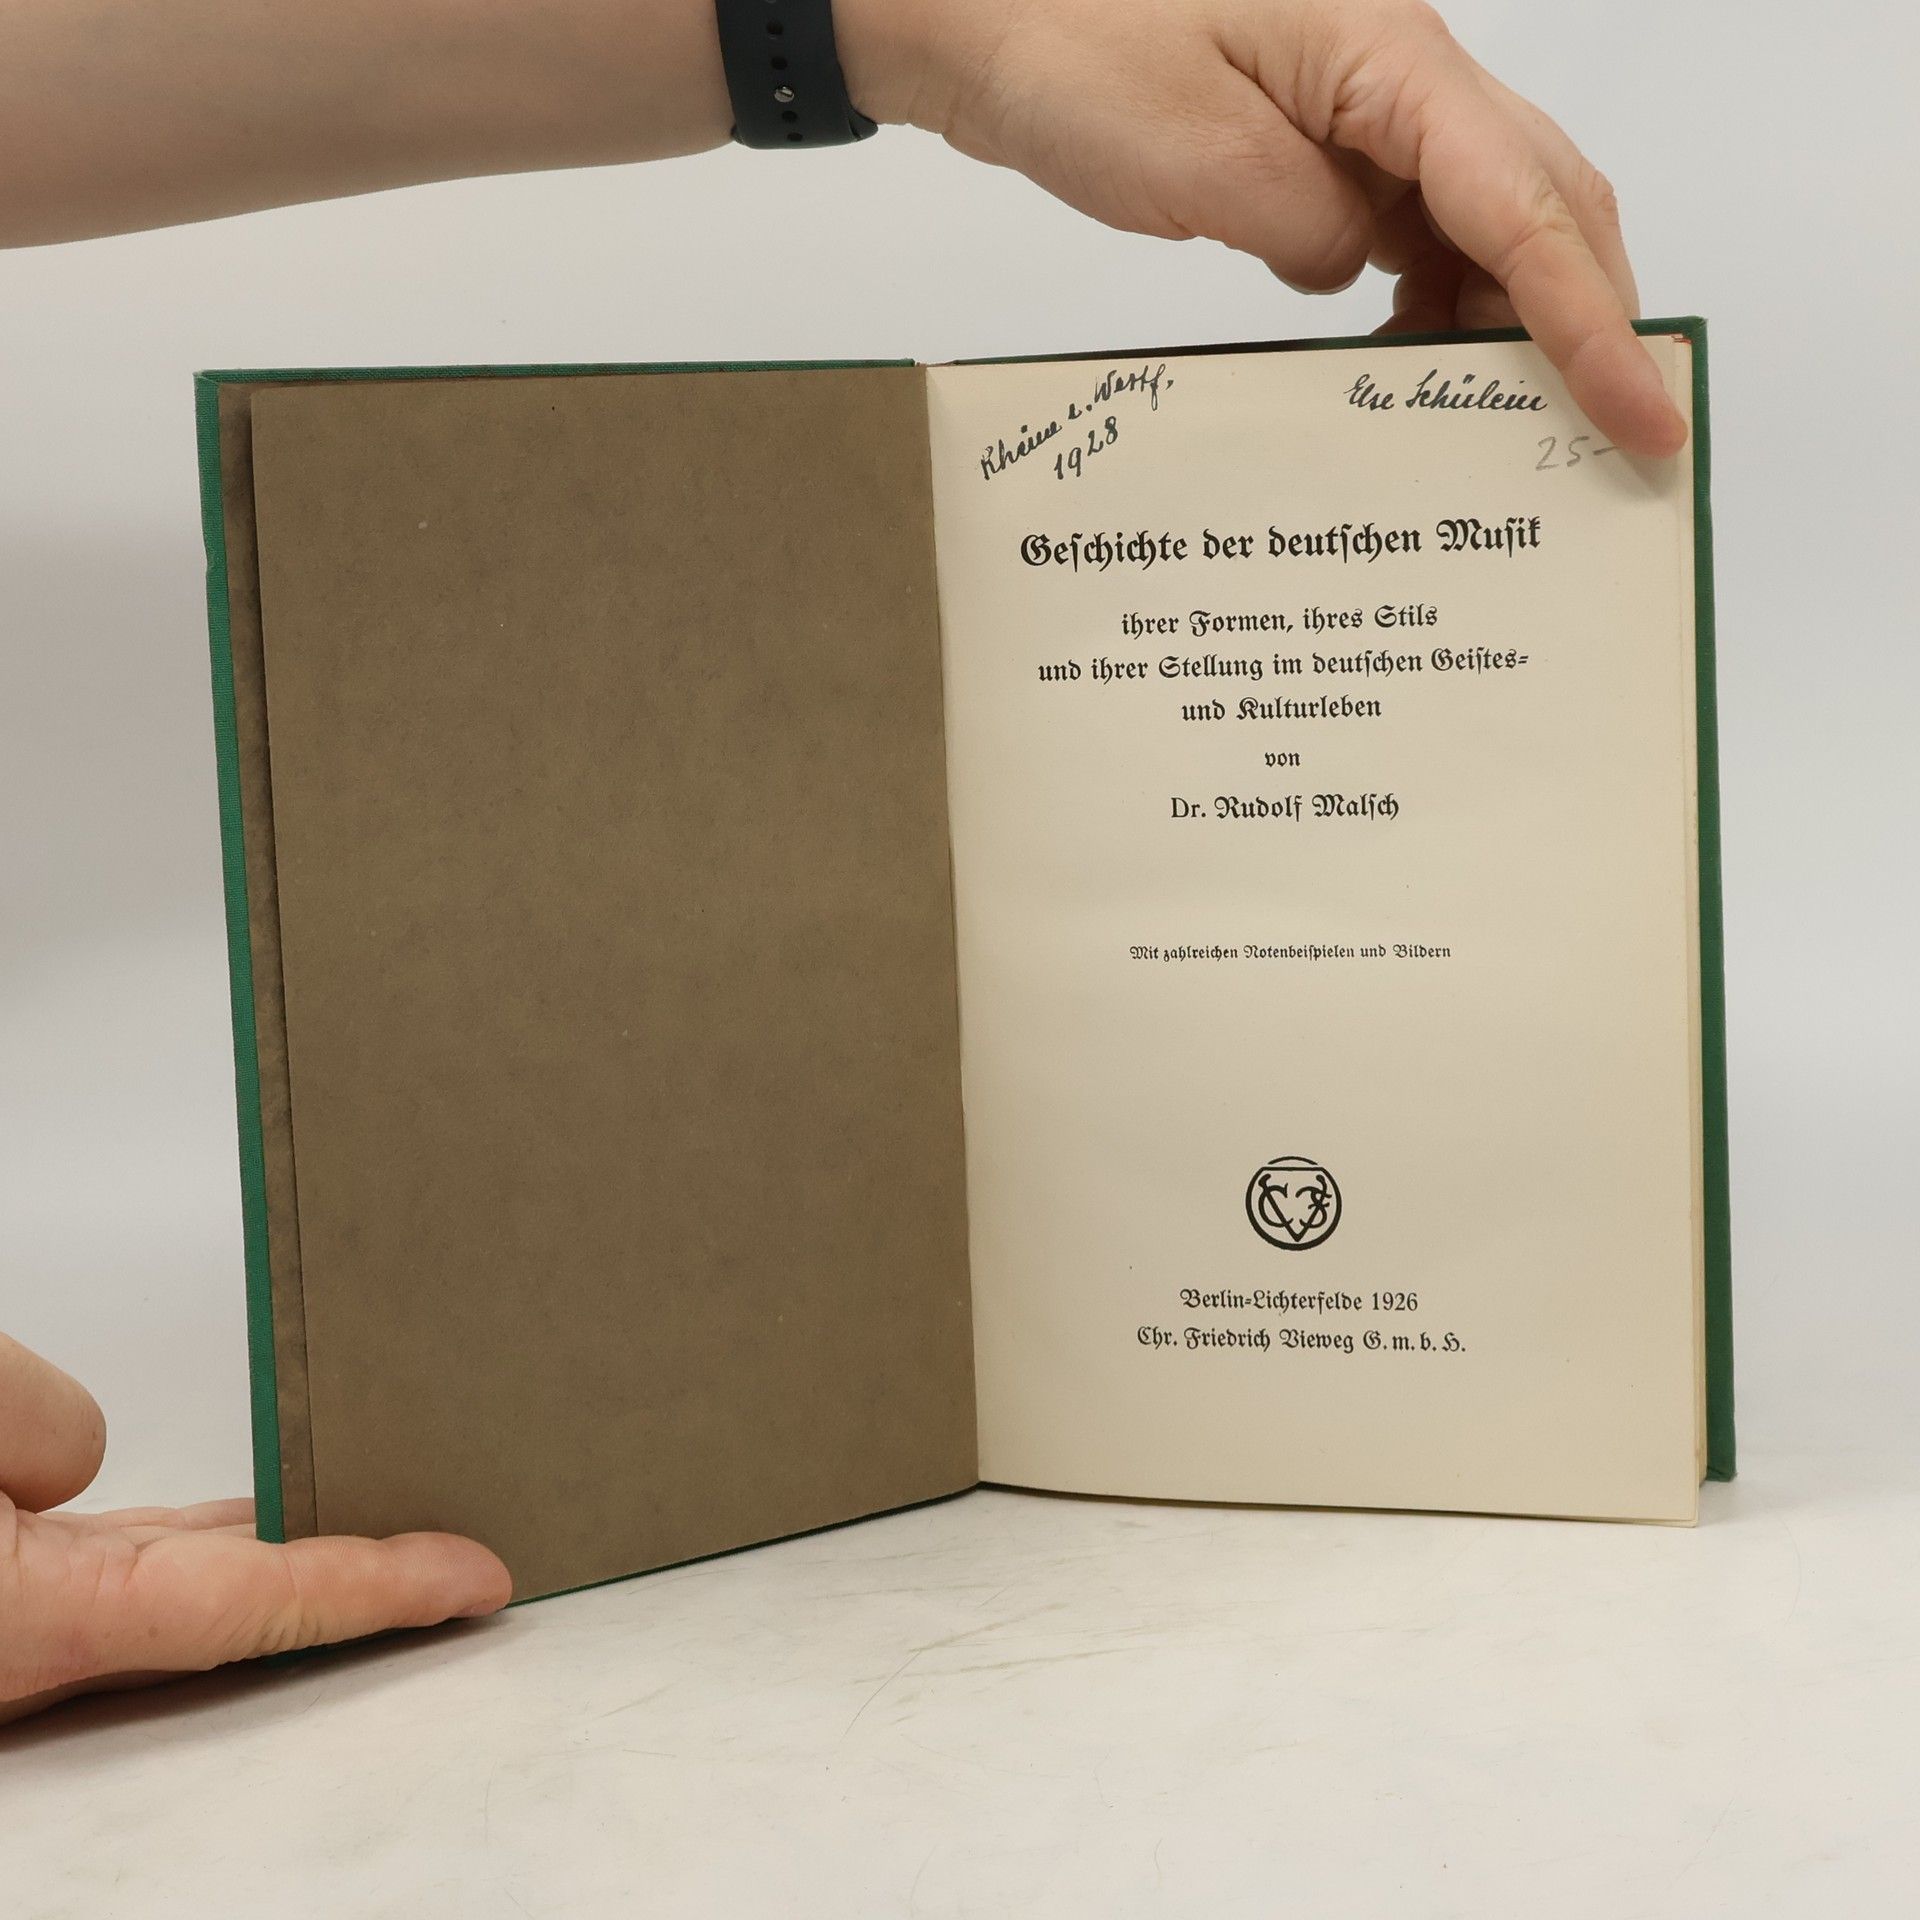 Rheine i. Westf.
1928
Else Schülein
25-
Geschichte der deutschen Musik
ihrer Formen, ihres Stils
und ihrer Stellung im deutschen Geistes-
und Kulturleben
von
Dr. Rudolf Malsch
Mit zahlreichen Notenbeispielen und Bildern
Berlin-Lichterfelde 1926
Chr. Friedrich Vieweg G. m. b. H.